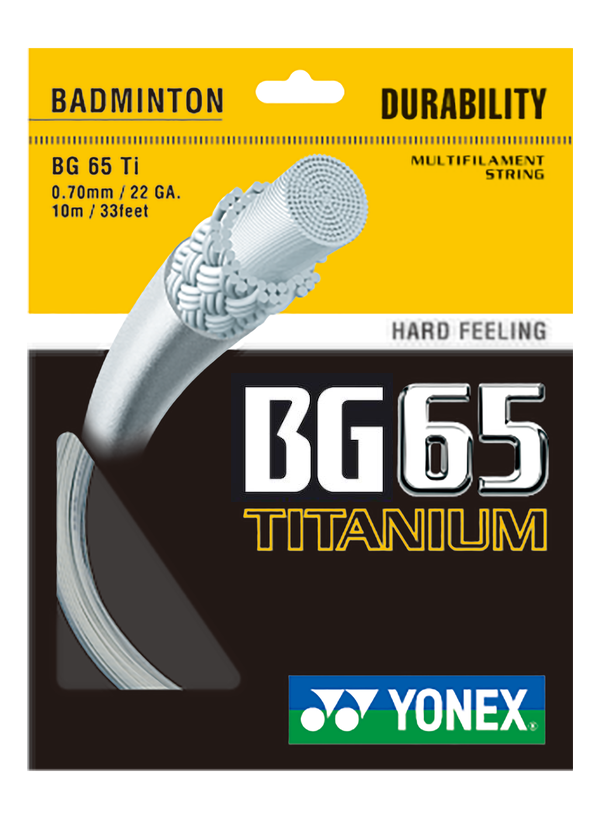 BADMINTON
DURABILITY
BG 65 Ti
0.70mm / 22 GA.
10m / 33feet
MULTIFILAMENT
STRING
HARD FEELING
BG65
TITANIUM
YONEX®